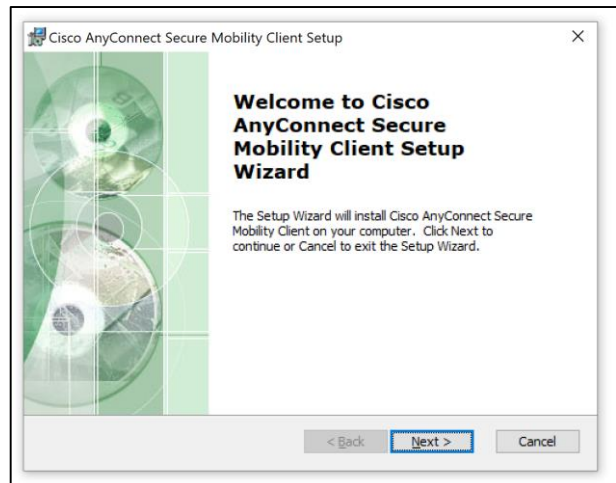 Cisco AnyConnect Secure Mobility Client Setup
Welcome to Cisco
AnyConnect Secure
Mobility Client Setup
Wizard
The Setup Wizard will install Cisco AnyConnect Secure
Mobility Client on your computer. Click Next to
continue or Cancel to exit the Setup Wizard.
< Back
Next >
Cancel